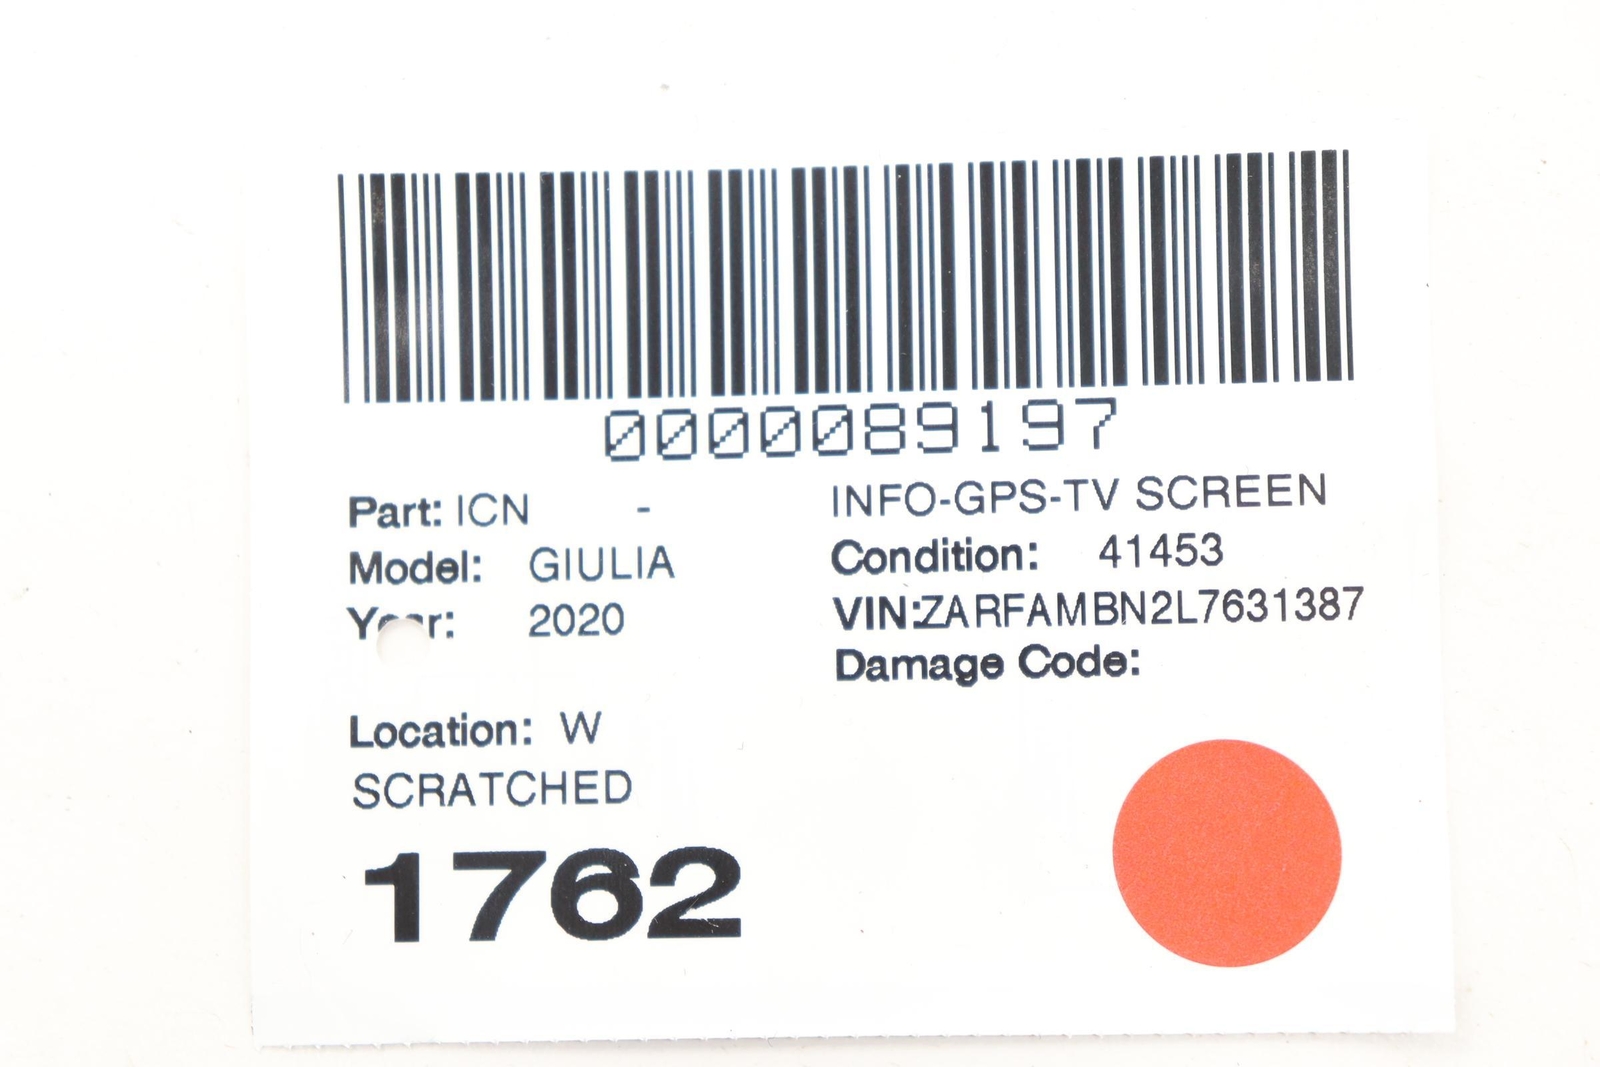 0000089197
Part: ICN - INFO-GPS-TV SCREEN
Model: GIULIA Condition: 41453
Year: 2020 VIN:ZARFAMBN2L7631387
Damage Code:
Location: W
SCRATCHED
1762